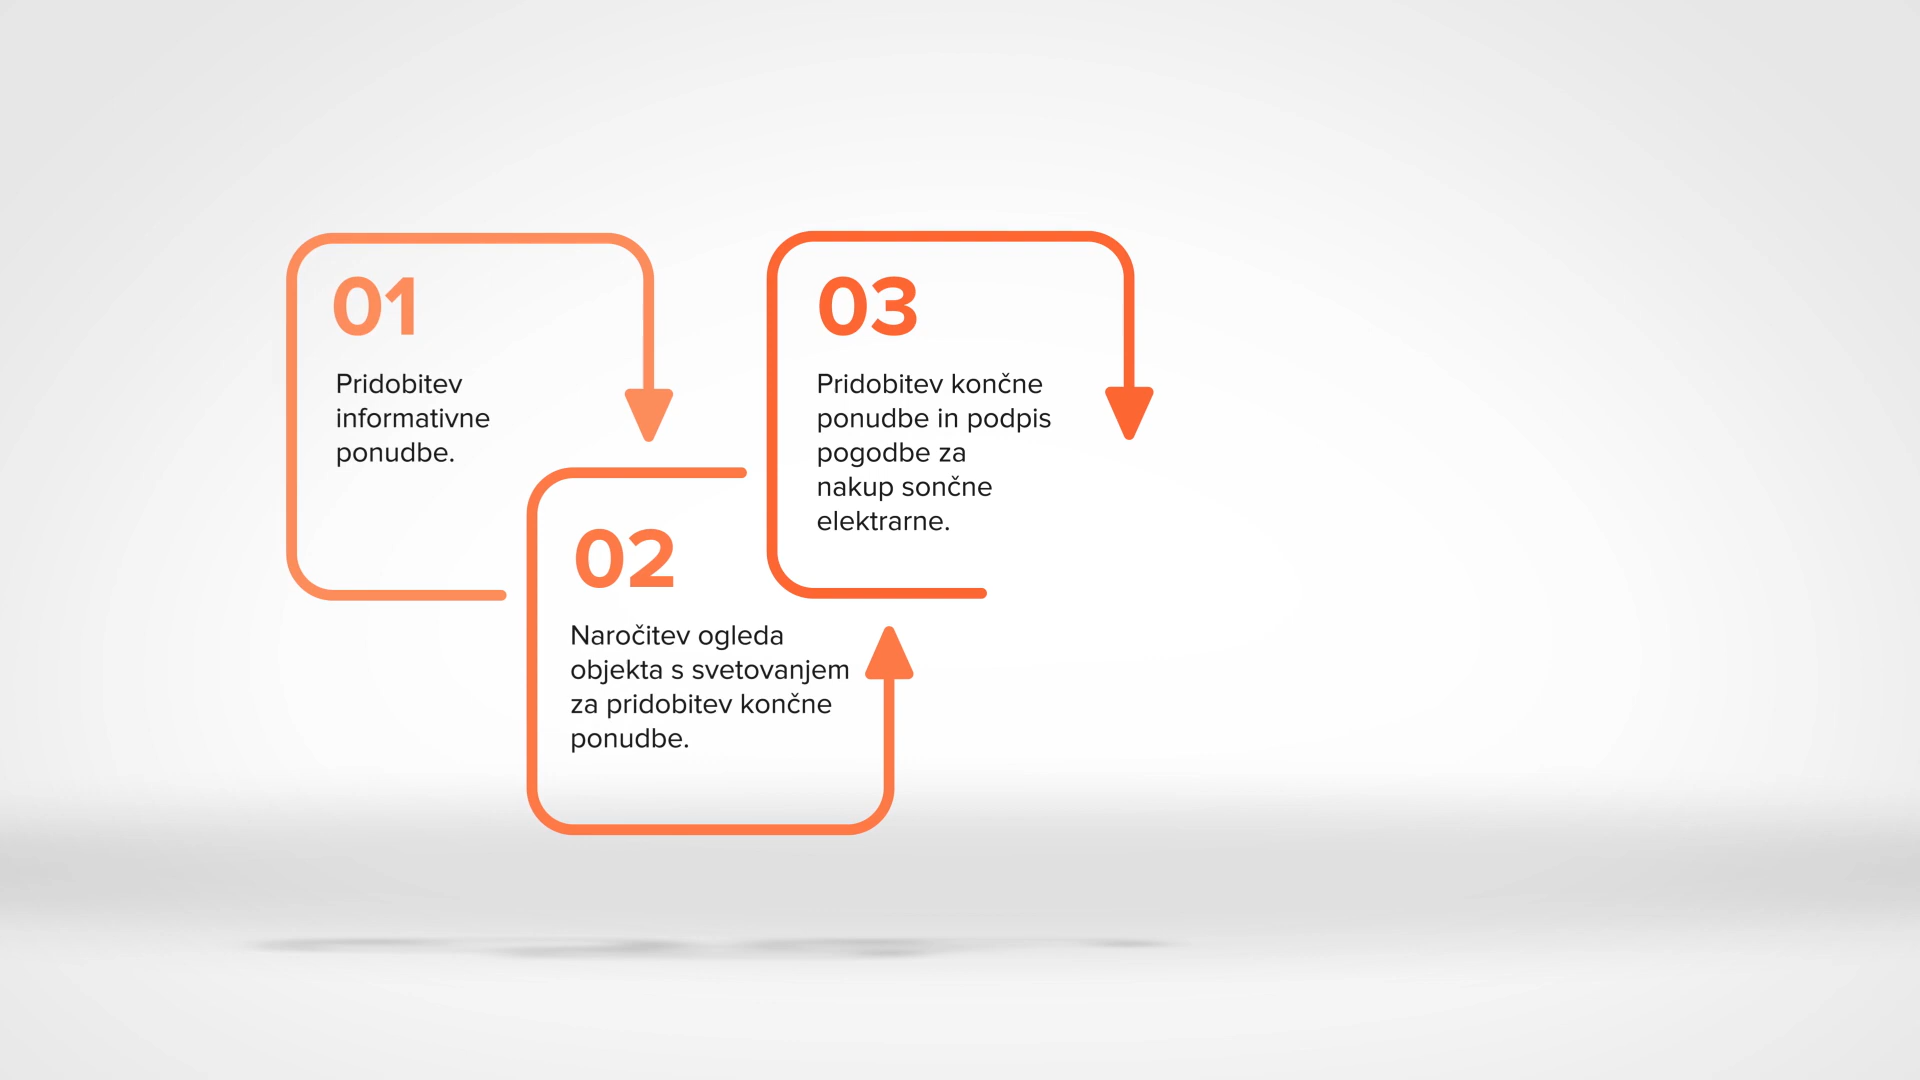 01
Pridobitev
informativne
ponudbe.
02
Naročitev ogleda
objekta s svetovanjem
za pridobitev končne
ponudbe.
03
Pridobitev končne
ponudbe in podpis
pogodbe za
nakup sončne
elektrarne.